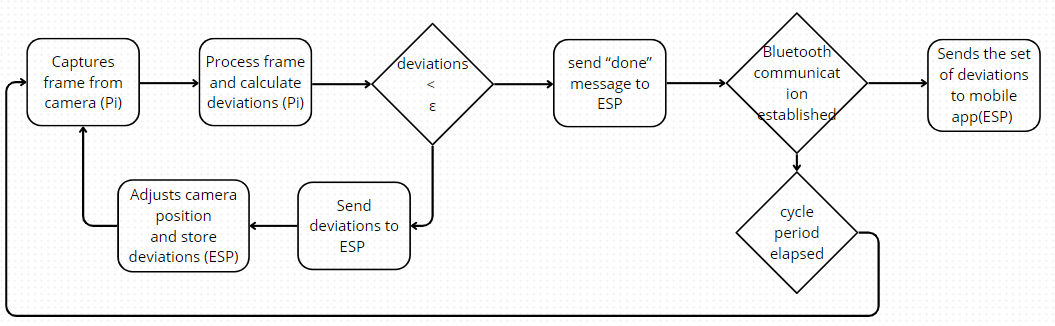 Captures
frame from
camera (Pi)
Process frame
and calculate
deviations (Pi)
deviations
<
ε
send “done”
message to
ESP
Bluetooth
communicat
ion
established
Sends the set
of deviations
to mobile
app(ESP)
Adjusts camera
position
and store
deviations (ESP)
Send
deviations to
ESP
cycle
period
elapsed